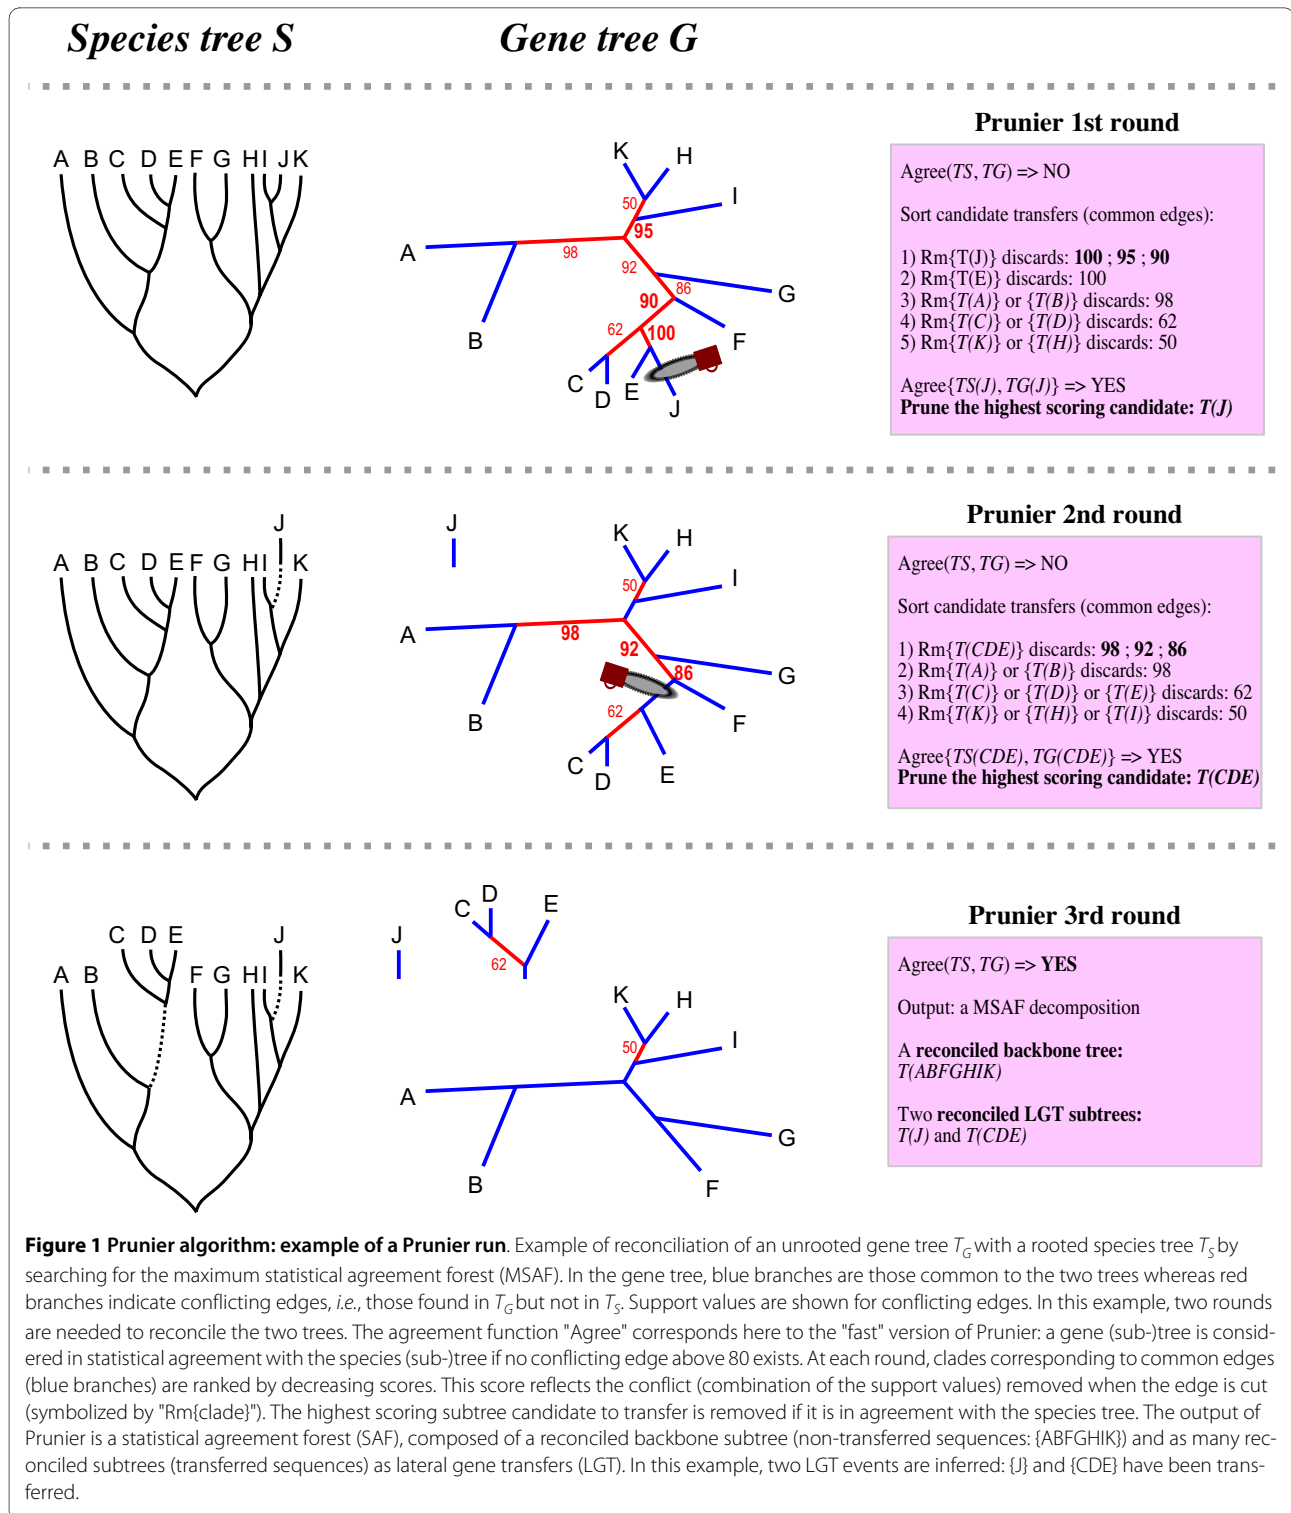 Species tree S
Gene tree G
Prunier 1st round
A B C D E F G H I J K
K
H
I
50
95
A
98
92
86
G
90
B
62
100
F
C
D
E
J
Agree(TS, TG) => NO
Sort candidate transfers (common edges):
1) Rm{T(J)} discards: 100 ; 95 ; 90
2) Rm{T(E)} discards: 100
3) Rm{T(A)} or {T(B)} discards: 98
4) Rm{T(C)} or {T(D)} discards: 62
5) Rm{T(K)} or {T(H)} discards: 50
Agree{TS(J), TG(J)} => YES
Prune the highest scoring candidate: T(J)
Prunier 2nd round
J
A B C D E F G H I K
J
K
H
I
50
A
98
92
86
G
B
62
F
C
D
E
Agree(TS, TG) => NO
Sort candidate transfers (common edges):
1) Rm{T(CDE)} discards: 98 ; 92 ; 86
2) Rm{T(A)} or {T(B)} discards: 98
3) Rm{T(C)} or {T(D)} or {T(E)} discards: 62
4) Rm{T(K)} or {T(H)} or {T(I)} discards: 50
Agree{TS(CDE), TG(CDE)} => YES
Prune the highest scoring candidate: T(CDE)
Prunier 3rd round
C D E J
A B F G H I K
J
C
D
E
62
K
H
I
50
A
G
B
F
Agree(TS, TG) => YES
Output: a MSAF decomposition
A reconciled backbone tree:
T(ABFGHIK)
Two reconciled LGT subtrees:
T(J) and T(CDE)
Figure 1 Prunier algorithm: example of a Prunier run. Example of reconciliation of an unrooted gene tree TG with a rooted species tree TS by
searching for the maximum statistical agreement forest (MSAF). In the gene tree, blue branches are those common to the two trees whereas red
branches indicate conflicting edges, i.e., those found in TG but not in TS. Support values are shown for conflicting edges. In this example, two rounds
are needed to reconcile the two trees. The agreement function "Agree" corresponds here to the "fast" version of Prunier: a gene (sub-)tree is consid-
ered in statistical agreement with the species (sub-)tree if no conflicting edge above 80 exists. At each round, clades corresponding to common edges
(blue branches) are ranked by decreasing scores. This score reflects the conflict (combination of the support values) removed when the edge is cut
(symbolized by "Rm{clade}"). The highest scoring subtree candidate to transfer is removed if it is in agreement with the species tree. The output of
Prunier is a statistical agreement forest (SAF), composed of a reconciled backbone subtree (non-transferred sequences: {ABFGHIK}) and as many rec-
onciled subtrees (transferred sequences) as lateral gene transfers (LGT). In this example, two LGT events are inferred: {J} and {CDE} have been trans-
ferred.